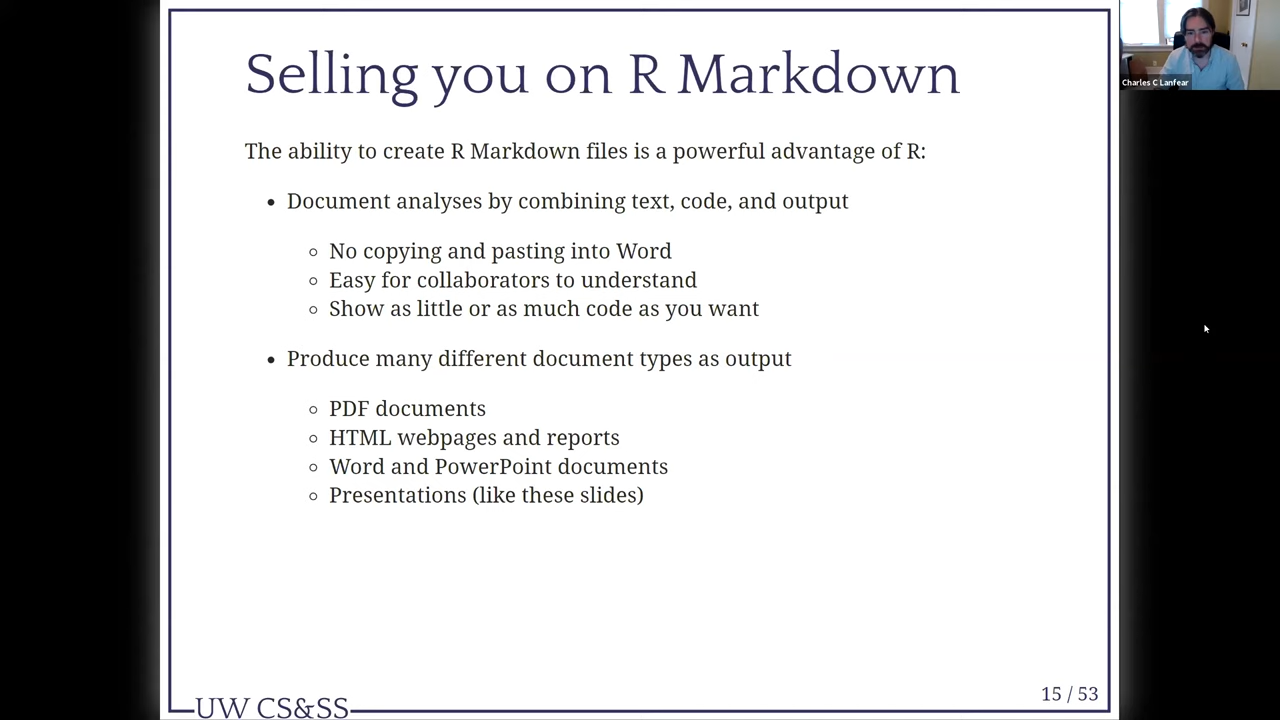 Selling you on R Markdown
Charles C Lanfear
The ability to create R Markdown files is a powerful advantage of R:
Document analyses by combining text, code, and output
No copying and pasting into Word
Easy for collaborators to understand
Show as little or as much code as you want
Produce many different document types as output
PDF documents
HTML webpages and reports
Word and PowerPoint documents
Presentations (like these slides)
15 / 53
UW CS&SS